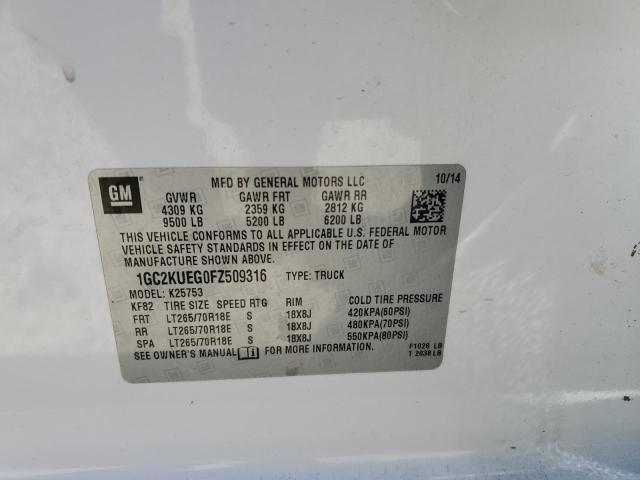 GM
MFD BY GENERAL MOTORS LLC 10/14
GVWR GAWR FRT GAWR RR
4309 KG 2359 KG 2812 KG
9500 LB 5200 LB 6200 LB
THIS VEHICLE CONFORMS TO ALL APPLICABLE U.S. FEDERAL MOTOR
VEHICLE SAFETY STANDARDS IN EFFECT ON THE DATE OF
MANUFACTURE SHOWN ABOVE.
1GC2KUEG0FZ509316 TYPE: TRUCK
MODEL: K25753
KF82 TIRE SIZE SPEED RTG RIM COLD TIRE PRESSURE
FRT LT265/70R18E S 18X8J 420KPA(60PSI)
RR LT265/70R18E S 18X8J 480KPA(70PSI)
SPA LT265/70R18E S 18X8J 550KPA(80PSI)
SEE OWNER'S MANUAL FOR MORE INFORMATION.
F1028 LB
T 2038 LB